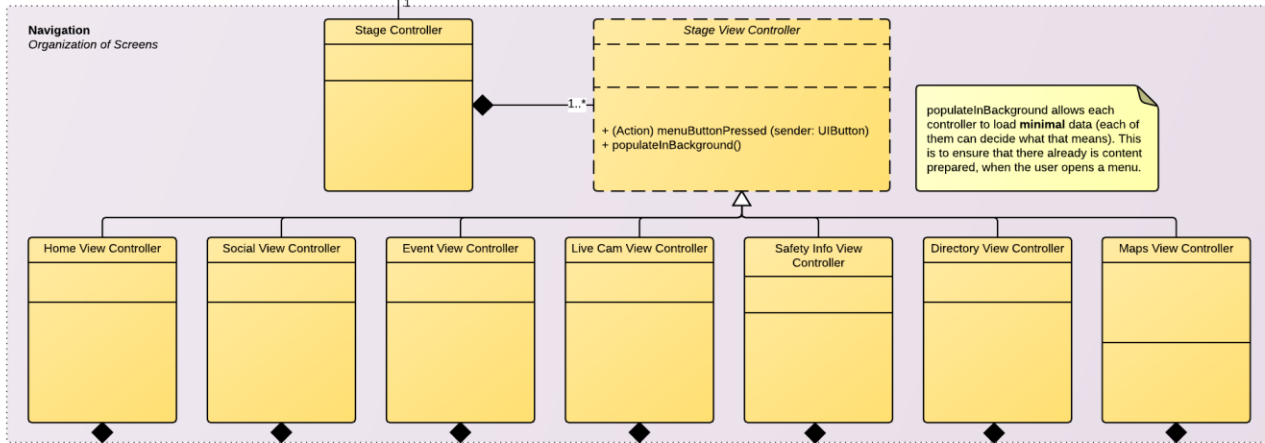 1
Navigation
Organization of Screens
Stage Controller
Stage View Controller
1..*
+ (Action) menuButtonPressed (sender: UIButton)
+ populateInBackground()
populateInBackground allows each
controller to load minimal data (each of
them can decide what that means). This
is to ensure that there already is content
prepared, when the user opens a menu.
Home View Controller
Social View Controller
Event View Controller
Live Cam View Controller
Safety Info View
Controller
Directory View Controller
Maps View Controller